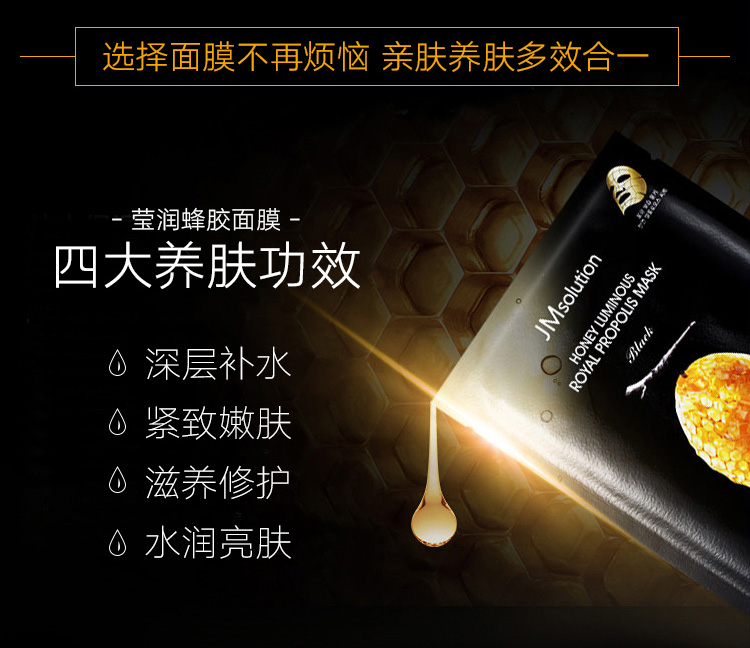 选择面膜不再烦恼 亲肤养肤多效合一
- 莹润蜂胶面膜 -
四大养肤功效
深层补水
紧致嫩肤
滋养修护
水润亮肤
JMsolution
HONEY LUMINOUS
ROYAL PROPOLIS MASK
Black